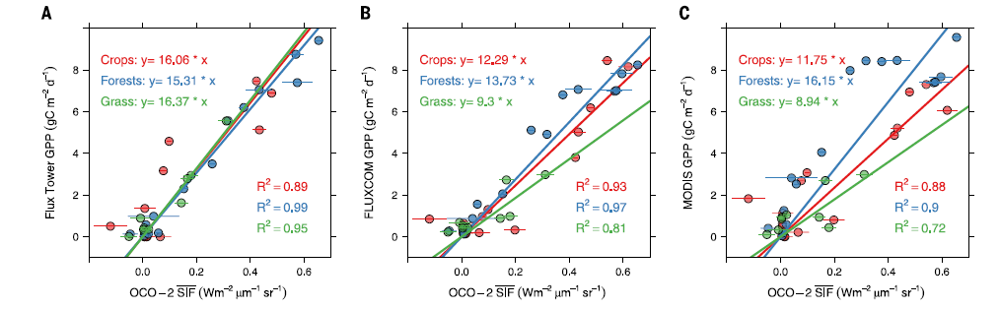 A
Crops: y= 16.06 * x
Forests: y= 15.31 * x
Grass: y= 16.37 * x
R² = 0.89
R² = 0.99
R² = 0.95
8
6
4
2
0
0.0 0.2 0.4 0.6
Flux Tower GPP (gC m⁻² d⁻¹)
OCO−2 S̅I̅F̅ (Wm⁻² μm⁻¹ sr⁻¹)
B
Crops: y= 12.29 * x
Forests: y= 13.73 * x
Grass: y= 9.3 * x
R² = 0.93
R² = 0.97
R² = 0.81
8
6
4
2
0
0.0 0.2 0.4 0.6
FLUXCOM GPP (gC m⁻² d⁻¹)
OCO−2 S̅I̅F̅ (Wm⁻² μm⁻¹ sr⁻¹)
C
Crops: y= 11.75 * x
Forests: y= 16.15 * x
Grass: y= 8.94 * x
R² = 0.88
R² = 0.9
R² = 0.72
8
6
4
2
0
0.0 0.2 0.4 0.6
MODIS GPP (gC m⁻² d⁻¹)
OCO−2 S̅I̅F̅ (Wm⁻² μm⁻¹ sr⁻¹)